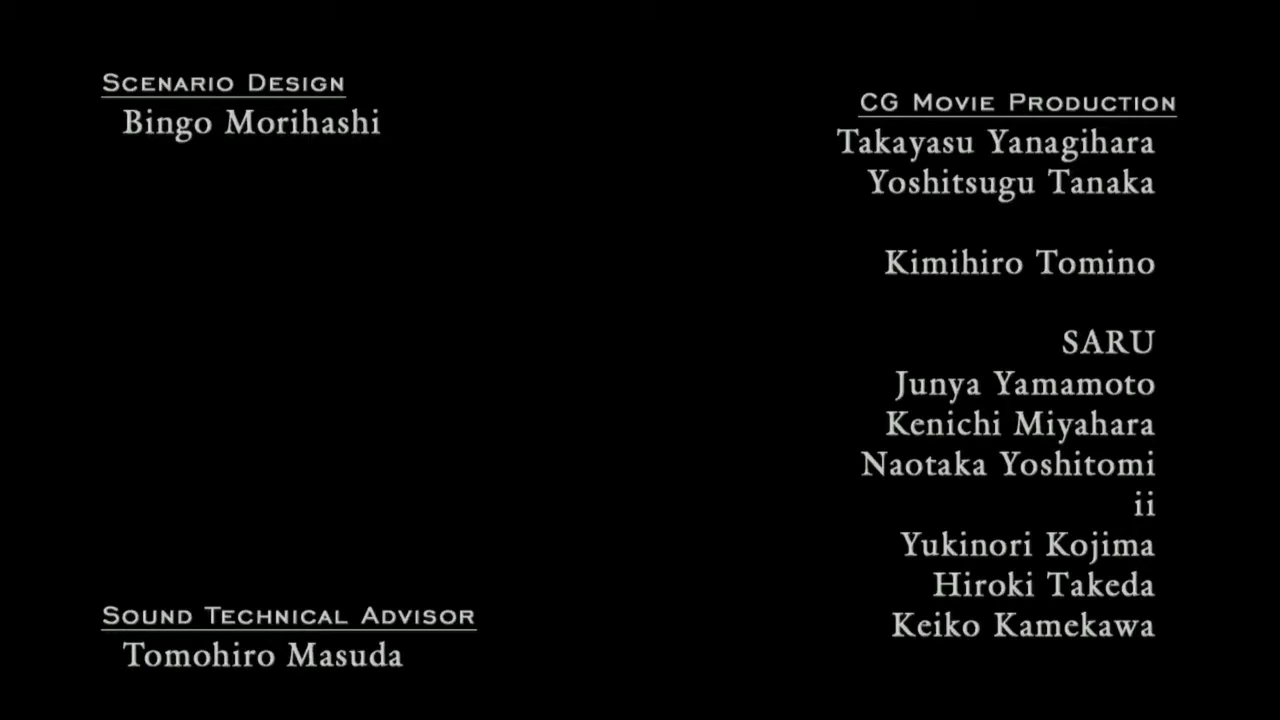 Scenario Design
Bingo Morihashi
Sound Technical Advisor
Tomohiro Masuda
CG Movie Production
Takayasu Yanagihara
Yoshitsugu Tanaka
Kimihiro Tomino
SARU
Junya Yamamoto
Kenichi Miyahara
Naotaka Yoshitomi
ii
Yukinori Kojima
Hiroki Takeda
Keiko Kamekawa